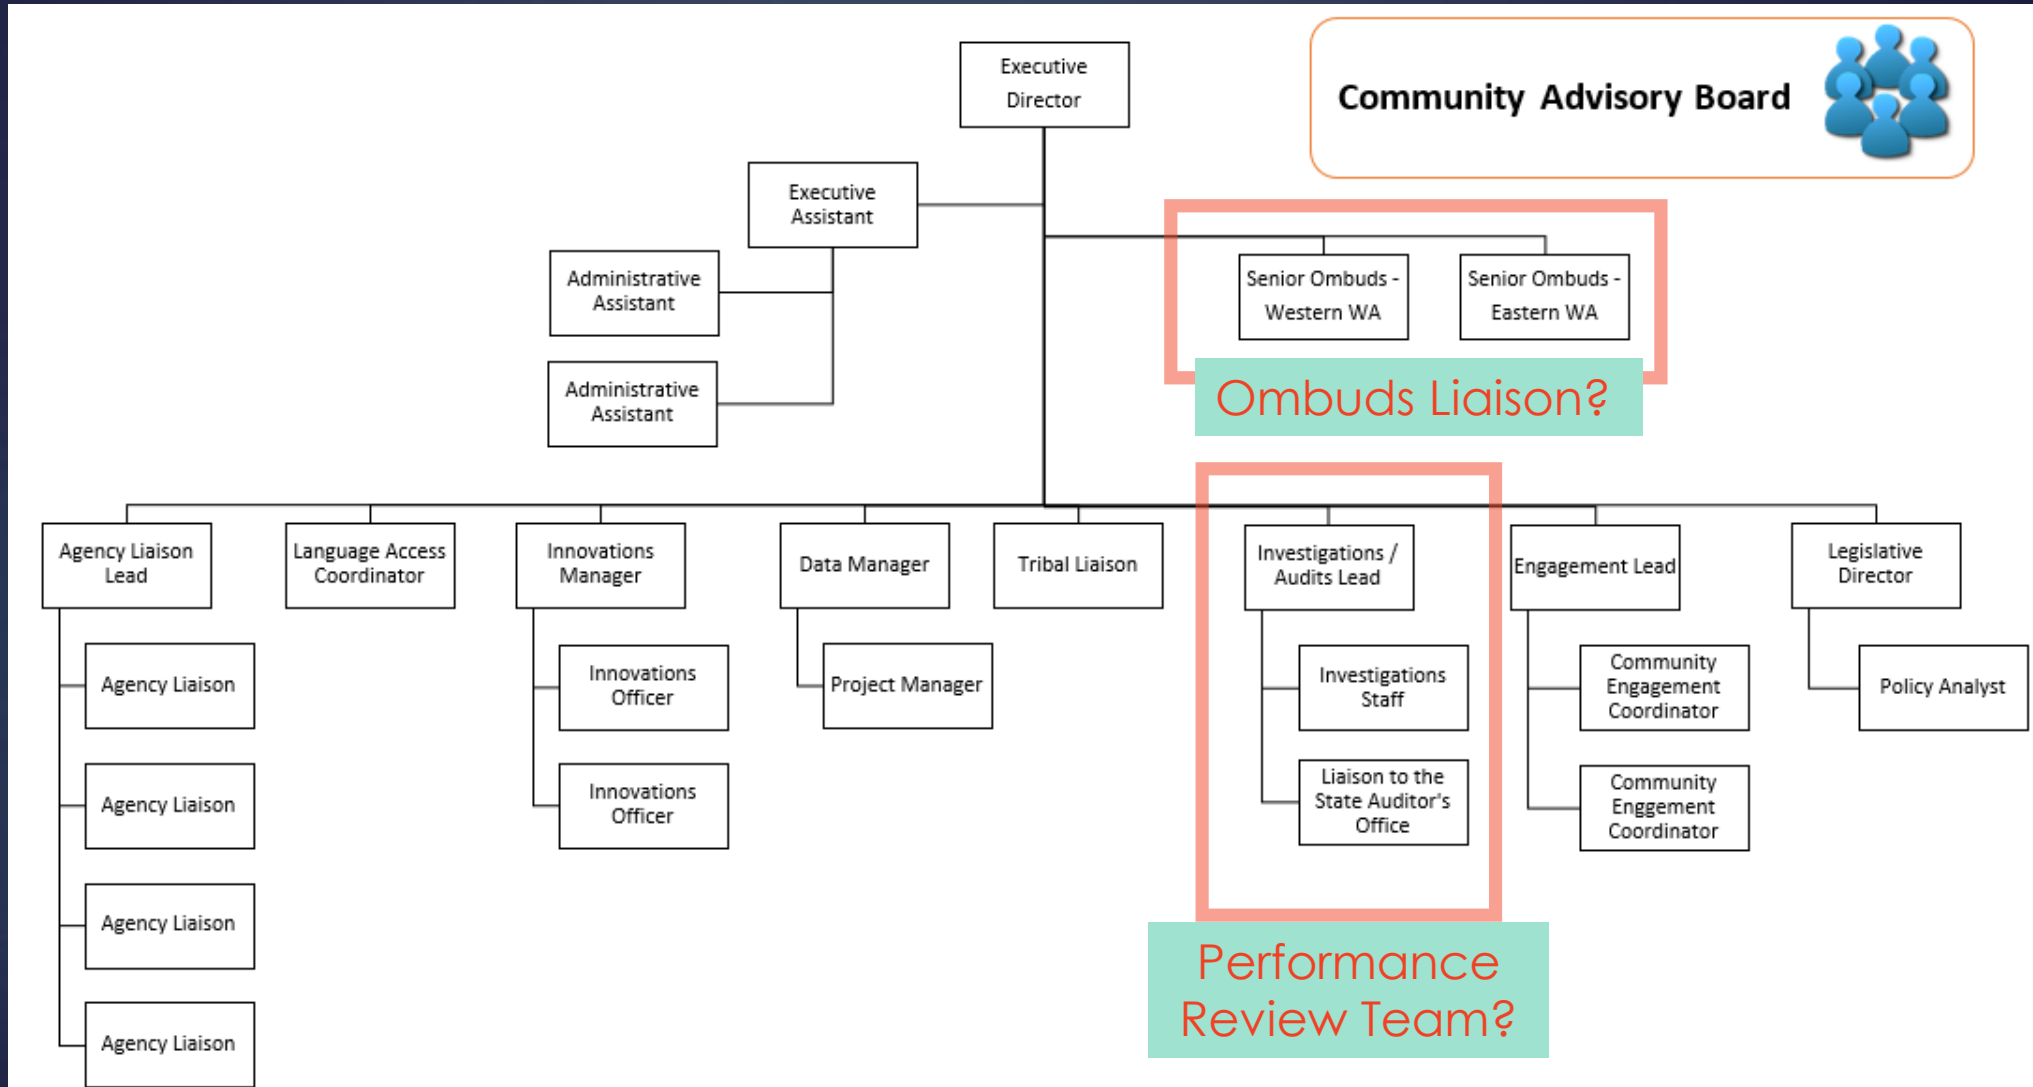 Executive
Director
Community Advisory Board
Executive
Assistant
Administrative
Assistant
Administrative
Assistant
Senior Ombuds -
Western WA
Senior Ombuds -
Eastern WA
Ombuds Liaison?
Agency Liaison
Lead
Language Access
Coordinator
Innovations
Manager
Data Manager
Tribal Liaison
Investigations /
Audits Lead
Engagement Lead
Legislative
Director
Agency Liaison
Agency Liaison
Agency Liaison
Agency Liaison
Innovations
Officer
Innovations
Officer
Project Manager
Investigations
Staff
Liaison to the
State Auditor's
Office
Community
Engagement
Coordinator
Community
Enggement
Coordinator
Policy Analyst
Performance
Review Team?